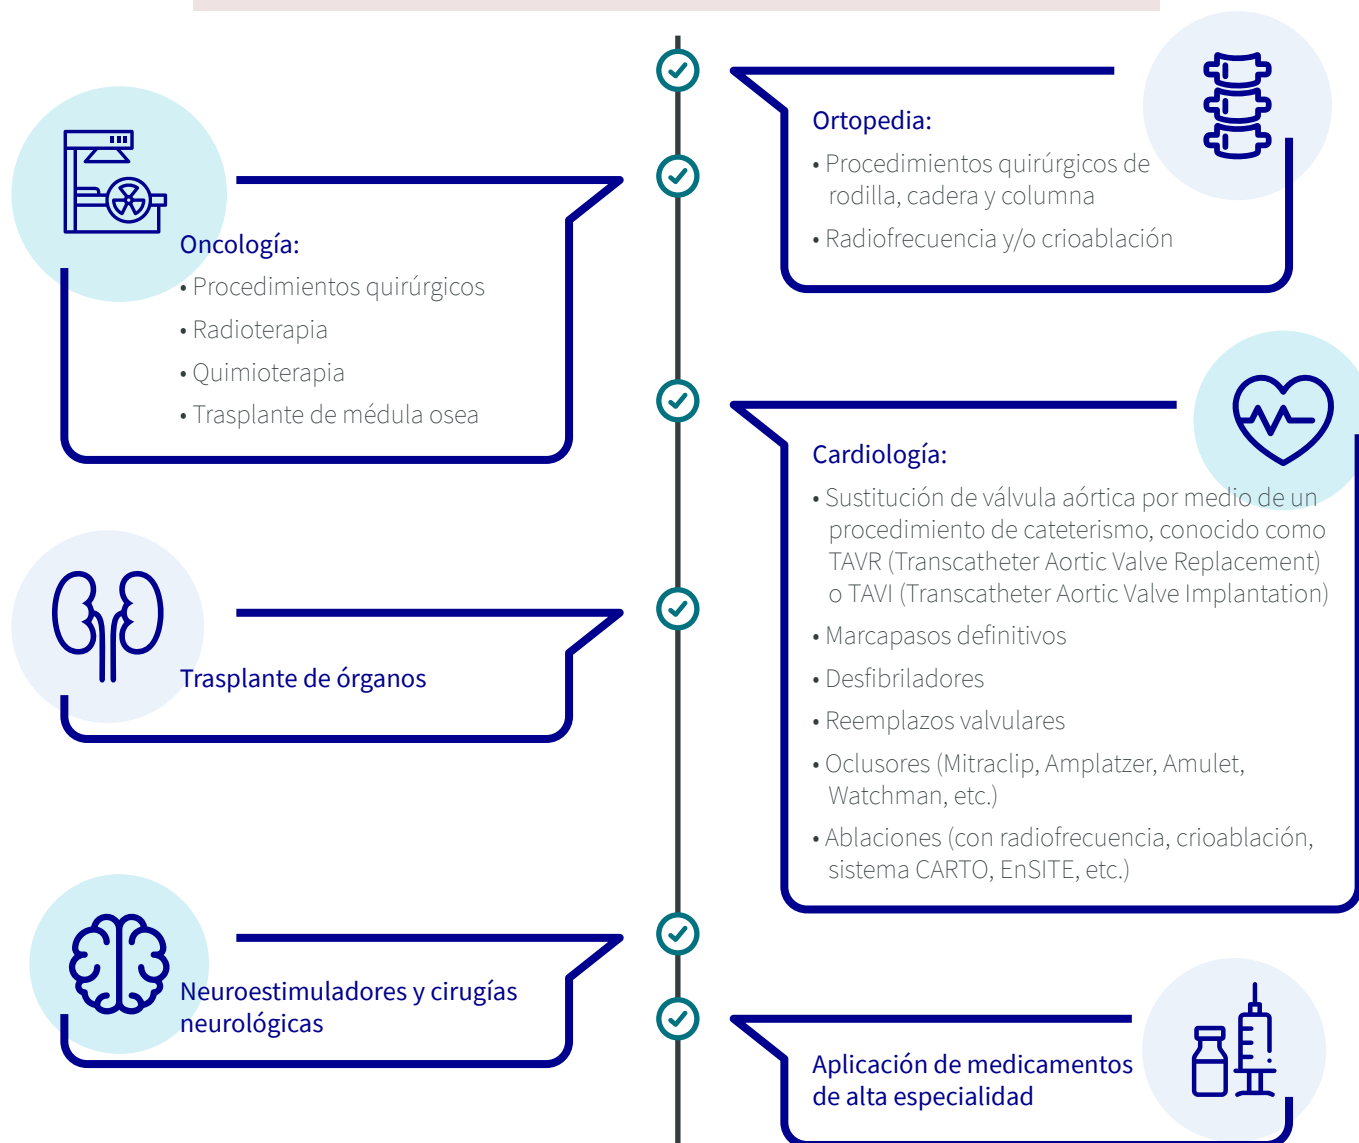 Ortopedia:
• Procedimientos quirúrgicos de
rodilla, cadera y columna
• Radiofrecuencia y/o crioablación
Oncología:
• Procedimientos quirúrgicos
• Radioterapia
• Quimioterapia
• Trasplante de médula osea
Cardiología:
• Sustitución de válvula aórtica por medio de un
procedimiento de cateterismo, conocido como
TAVR (Transcatheter Aortic Valve Replacement)
o TAVI (Transcatheter Aortic Valve Implantation)
• Marcapasos definitivos
• Desfibriladores
• Reemplazos valvulares
• Oclusores (Mitraclip, Amplatzer, Amulet,
Watchman, etc.)
• Ablaciones (con radiofrecuencia, crioablación,
sistema CARTO, EnSITE, etc.)
Trasplante de órganos
Neuroestimuladores y cirugías
neurológicas
Aplicación de medicamentos
de alta especialidad